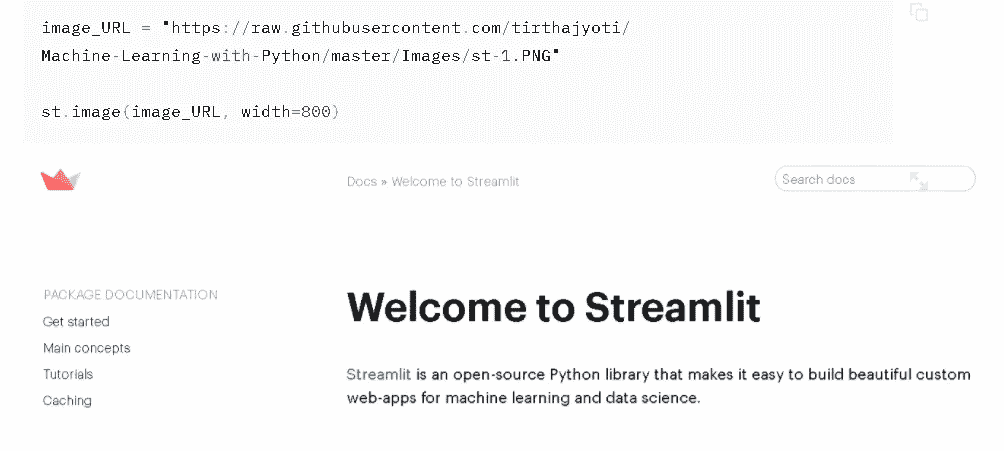 image_URL = "https://raw.githubusercontent.com/tirthajyoti/
Machine-Learning-with-Python/master/Images/st-1.PNG"
st.image(image_URL, width=800)
Docs » Welcome to Streamlit
Search docs
PACKAGE DOCUMENTATION
Get started
Main concepts
Tutorials
Caching
Welcome to Streamlit
Streamlit is an open-source Python library that makes it easy to build beautiful custom
web-apps for machine learning and data science.